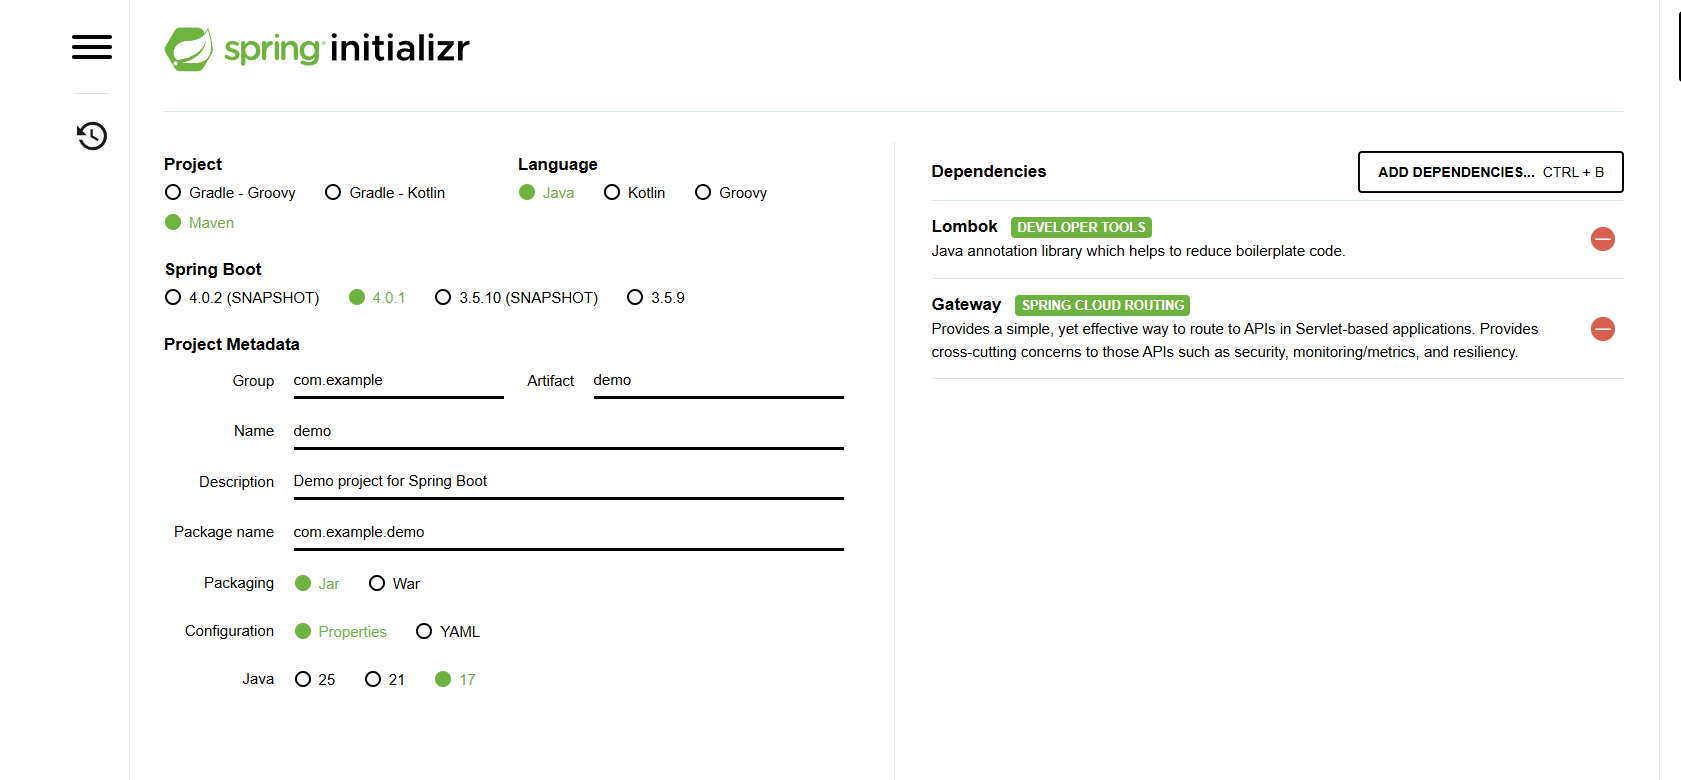 spring initializr
Project
Gradle - Groovy Gradle - Kotlin
Maven
Language
Java Kotlin Groovy
Spring Boot
4.0.2 (SNAPSHOT) 4.0.1 3.5.10 (SNAPSHOT) 3.5.9
Project Metadata
Group com.example Artifact demo
Name demo
Description Demo project for Spring Boot
Package name com.example.demo
Packaging Jar War
Configuration Properties YAML
Java 25 21 17
Dependencies
ADD DEPENDENCIES... CTRL + B
Lombok DEVELOPER TOOLS
Java annotation library which helps to reduce boilerplate code.
Gateway SPRING CLOUD ROUTING
Provides a simple, yet effective way to route to APIs in Servlet-based applications. Provides
cross-cutting concerns to those APIs such as security, monitoring/metrics, and resiliency.